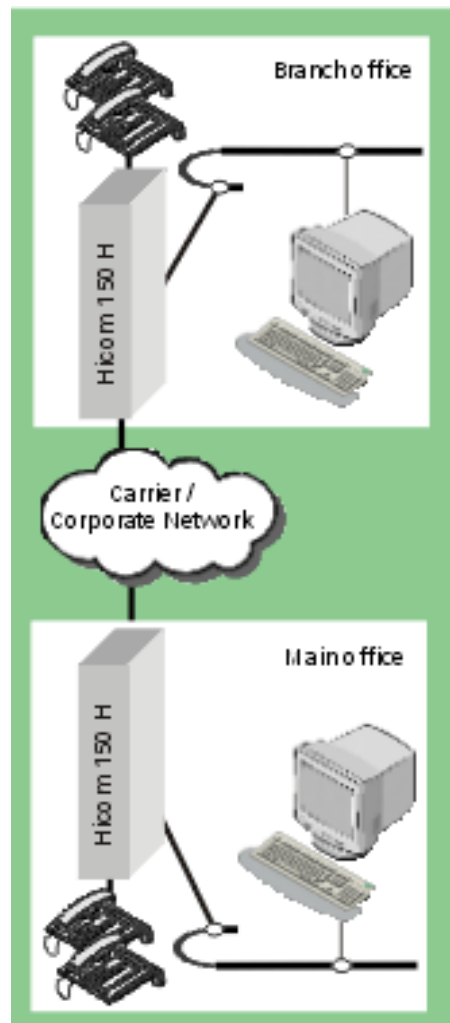 Branch office
Hicom 150 H
Carrier /
Corporate Network
Main office
Hicom 150 H